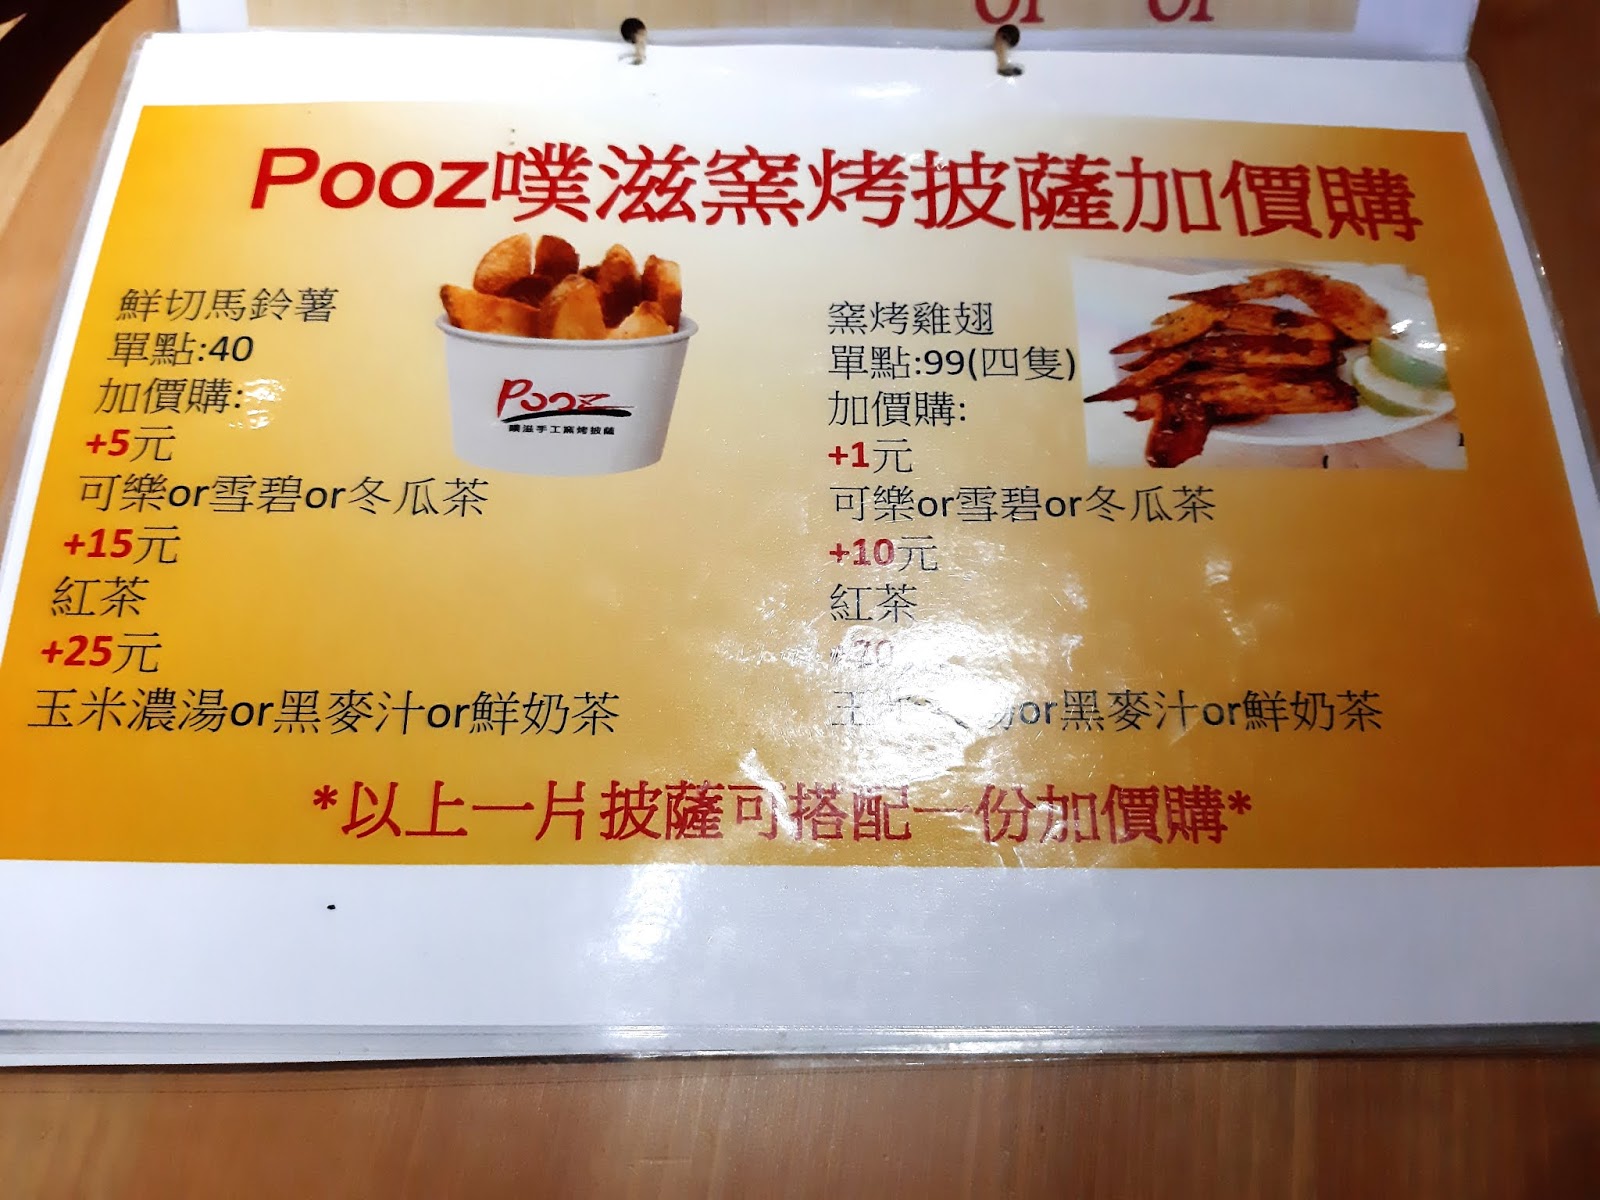 or or
Pooz噗滋窯烤披薩加價購
鮮切馬鈴薯
單點:40
加價購:
+5元
可樂or雪碧or冬瓜茶
+15元
紅茶
+25元
玉米濃湯or黑麥汁or鮮奶茶
Pooz
噗滋手工窯烤披薩
窯烤雞翅
單點:99(四隻)
加價購:
+1元
可樂or雪碧or冬瓜茶
+10元
紅茶
+20
玉 or黑麥汁or鮮奶茶
*以上一片披薩可搭配一份加價購*